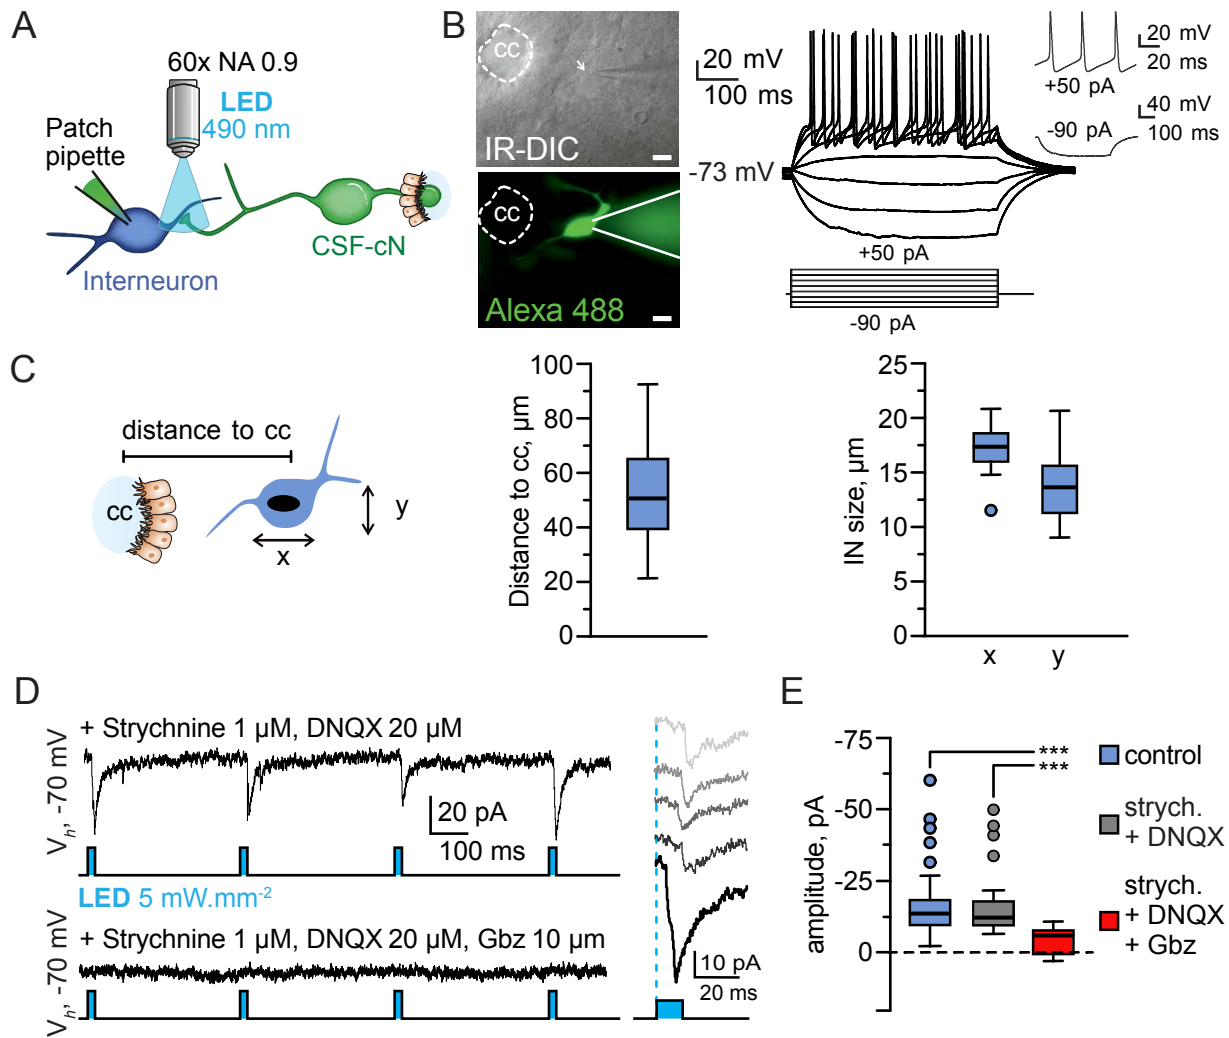 A
60x NA 0.9
LED
490 nm
Patch
pipette
Interneuron
CSF-cN
B
cc
IR-DIC
cc
Alexa 488
20 mV
100 ms
-73 mV
+50 pA
-90 pA
20 mV
20 ms
+50 pA
40 mV
100 ms
-90 pA
C
distance to cc
cc
x
y
Distance to cc, µm
100
80
60
40
20
0
IN size, µm
25
20
15
10
5
0
x y
D
+ Strychnine 1 µM, DNQX 20 µM
Vh, -70 mV
20 pA
100 ms
LED 5 mW.mm-2
+ Strychnine 1µM, DNQX 20 µM, Gbz 10 µm
Vh, -70 mV
10 pA
20 ms
E
amplitude, pA
-75
-50
-25
0
***
***
control
strych.
+ DNQX
strych.
+ DNQX
+ Gbz